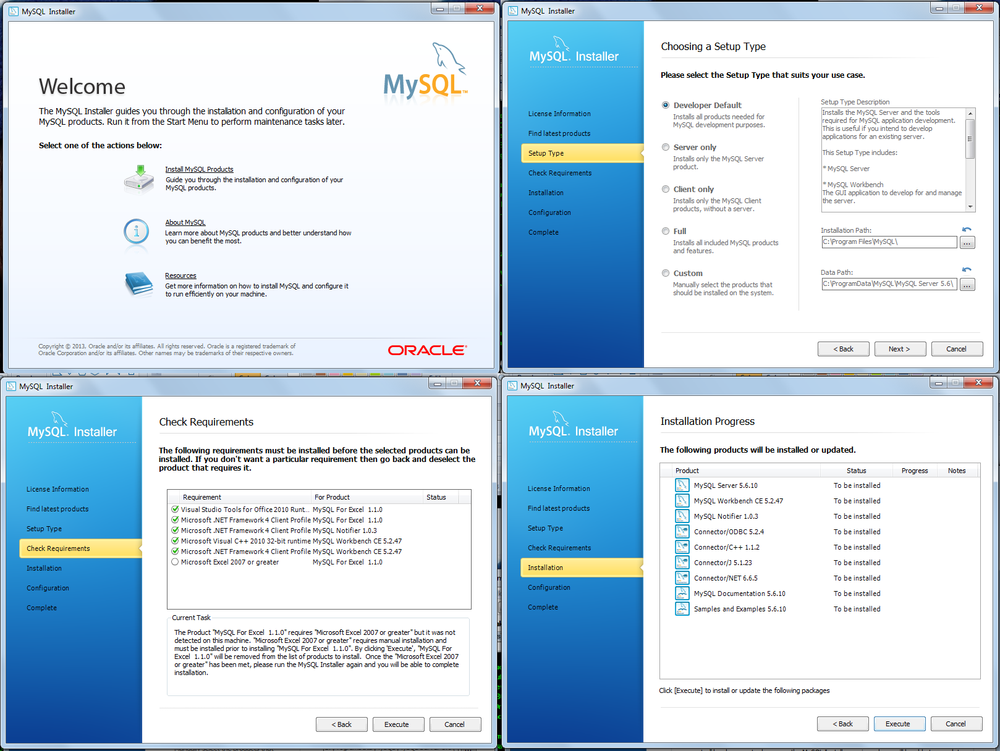 MySQL Installer
Welcome
MySQL™
The MySQL Installer guides you through the installation and configuration of your
MySQL products. Run it from the Start Menu to perform maintenance tasks later.
Select one of the actions below:
Install MySQL Products
Guide you through the installation and configuration of your
MySQL products.
About MySQL
Learn more about MySQL products and better understand how
you can benefit the most.
Resources
Get more information on how to install MySQL and configure it
to run efficiently on your machine.
Copyright © 2013, Oracle and/or its affiliates. All rights reserved. Oracle is a registered trademark of
Oracle Corporation and/or its affiliates. Other names may be trademarks of their respective owners.
ORACLE
MySQL Installer
MySQL Installer
License Information
Find latest products
Setup Type
Check Requirements
Installation
Configuration
Complete
Choosing a Setup Type
Please select the Setup Type that suits your use case.
Developer Default
Installs all products needed for
MySQL development purposes.
Server only
Installs only the MySQL Server
product.
Client only
Installs only the MySQL Client
products, without a server.
Full
Installs all included MySQL products
and features.
Custom
Manually select the products that
should be installed on the system.
Setup Type Description
Installs the MySQL Server and the tools
required for MySQL application development.
This is useful if you intend to develop
applications for an existing server.
This Setup Type includes:
* MySQL Server
* MySQL Workbench
The GUI application to develop for and manage
the server.
Installation Path:
C:\Program Files\MySQL\
...
Data Path:
C:\ProgramData\MySQL\MySQL Server 5.6\
...
< Back Next > Cancel
MySQL Installer
MySQL Installer
License Information
Find latest products
Setup Type
Check Requirements
Installation
Configuration
Complete
Check Requirements
The following requirements must be installed before the selected products can be
installed. If you don't want a particular requirement then go back and deselect the
product that requires it.
Requirement For Product Status
Visual Studio Tools for Office 2010 Runt... MySQL For Excel 1.1.0
Microsoft .NET Framework 4 Client Profile MySQL For Excel 1.1.0
Microsoft .NET Framework 4 Client Profile MySQL Notifier 1.0.3
Microsoft Visual C++ 2010 32-bit runtime MySQL Workbench CE 5.2.47
Microsoft .NET Framework 4 Client Profile MySQL Workbench CE 5.2.47
Microsoft Excel 2007 or greater MySQL For Excel 1.1.0
Current Task
The Product "MySQL For Excel 1.1.0" requires "Microsoft Excel 2007 or greater" but it was not
detected on this machine. "Microsoft Excel 2007 or greater" requires manual installation and
must be installed prior to installing "MySQL For Excel 1.1.0". By clicking 'Execute', "MySQL For
Excel 1.1.0" will be removed from the list of products to install. Once the "Microsoft Excel 2007
or greater" has been met, please run the MySQL Installer again and you will be able to complete
installation.
< Back Execute Cancel
MySQL Installer
MySQL Installer
License Information
Find latest products
Setup Type
Check Requirements
Installation
Configuration
Complete
Installation Progress
The following products will be installed or updated.
Product Status Progress Notes
MySQL Server 5.6.10 To be installed
MySQL Workbench CE 5.2.47 To be installed
MySQL Notifier 1.0.3 To be installed
Connector/ODBC 5.2.4 To be installed
Connector/C++ 1.1.2 To be installed
Connector/J 5.1.23 To be installed
Connector/NET 6.6.5 To be installed
MySQL Documentation 5.6.10 To be installed
Samples and Examples 5.6.10 To be installed
Click [Execute] to install or update the following packages
< Back Execute Cancel